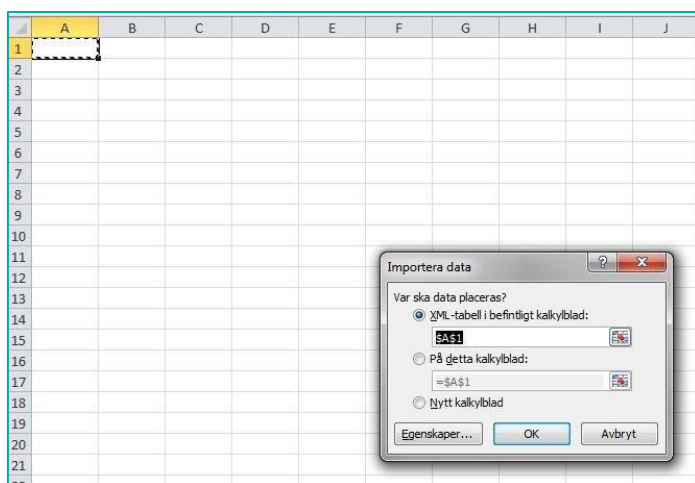 A B C D E F G H I J
1
2
3
4
5
6
7
8
9
10
11
12
13
14
15
16
17
18
19
20
21
Importera data
?
Var ska data placeras?
XML-tabell i befintligt kalkylblad:
$A$1
På detta kalkylblad:
=$A$1
Nytt kalkylblad
Egenskaper... OK Avbryt